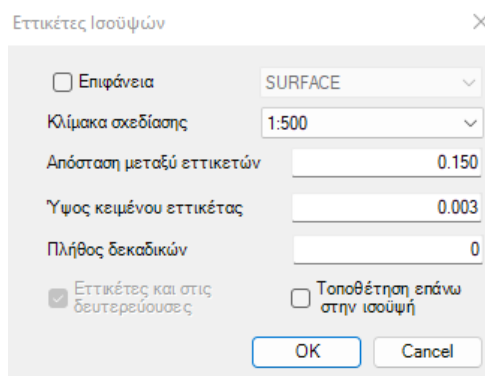 Εττικέτες Ισοϋψών
Επιφάνεια SURFACE
Κλίμακα σχεδίασης 1:500
Απόσταση μεταξύ εττικετών 0.150
Ύψος κειμένου εττικέτας 0.003
Πλήθος δεκαδικών 0
Εττικέτες και στις
δευτερεύουσες
Τοποθέτηση επάνω
στην ισοϋψή
OK Cancel